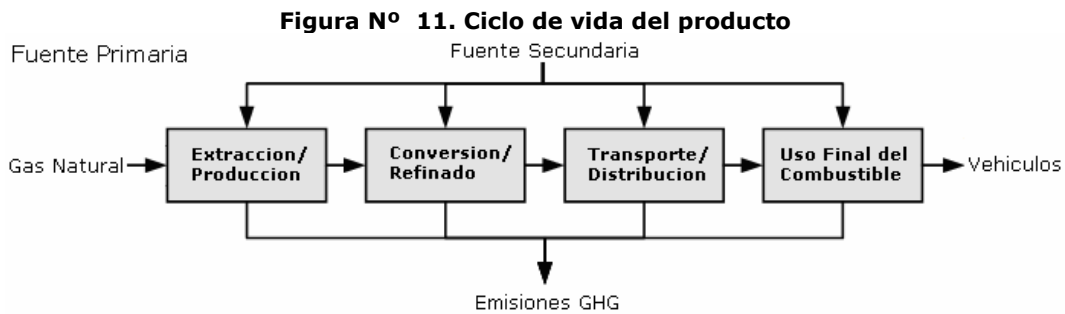 Figura Nº 11. Ciclo de vida del producto
Fuente Primaria
Fuente Secundaria
Gas Natural
Extraccion/
Produccion
Conversion/
Refinado
Transporte/
Distribucion
Uso Final del
Combustible
Vehiculos
Emisiones GHG